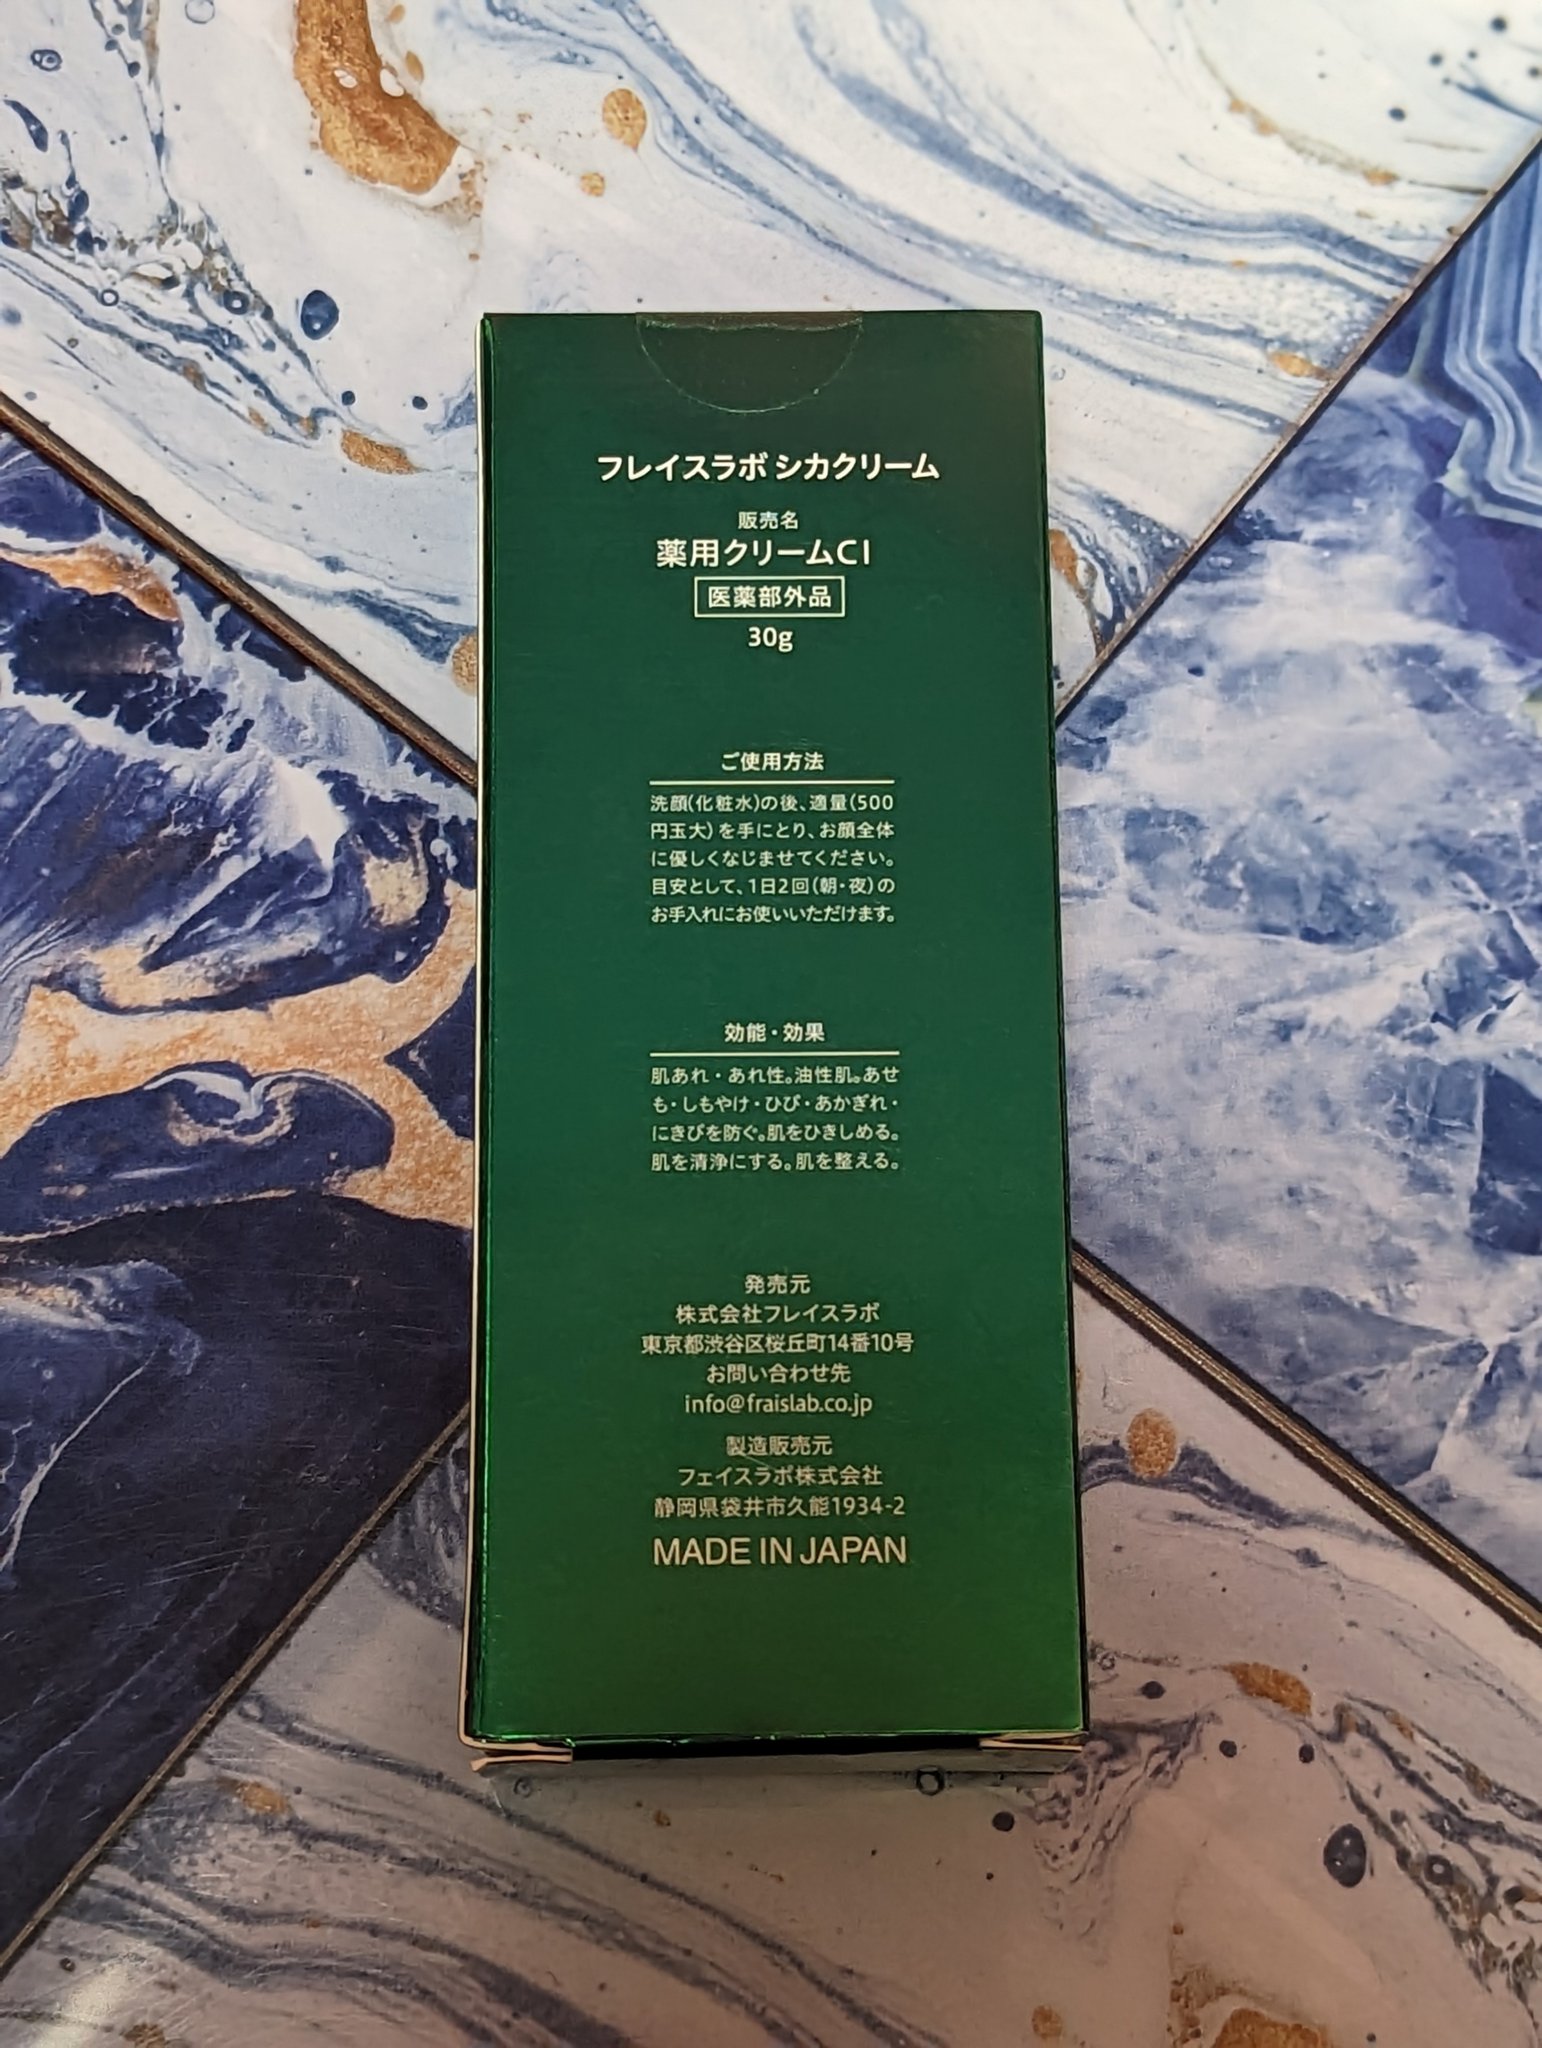 フレイスラボ シカクリーム
販売名
薬用クリームCI
医薬部外品
30g
ご使用方法
洗顔(化粧水)の後、適量(500
円玉大)を手にとり、お顔全体
に優しくなじませてください。
目安として、1日2回(朝・夜)の
お手入れにお使いいただけます。
効能・効果
肌あれ・あれ性。油性肌。あせ
も・しもやけ・ひび・あかぎれ・
にきびを防ぐ。肌をひきしめる。
肌を清浄にする。肌を整える。
発売元
株式会社フレイスラボ
東京都渋谷区桜丘町14番10号
お問い合わせ先
info@fraislab.co.jp
製造販売元
フェイスラボ株式会社
静岡県袋井市久能1934-2
MADE IN JAPAN